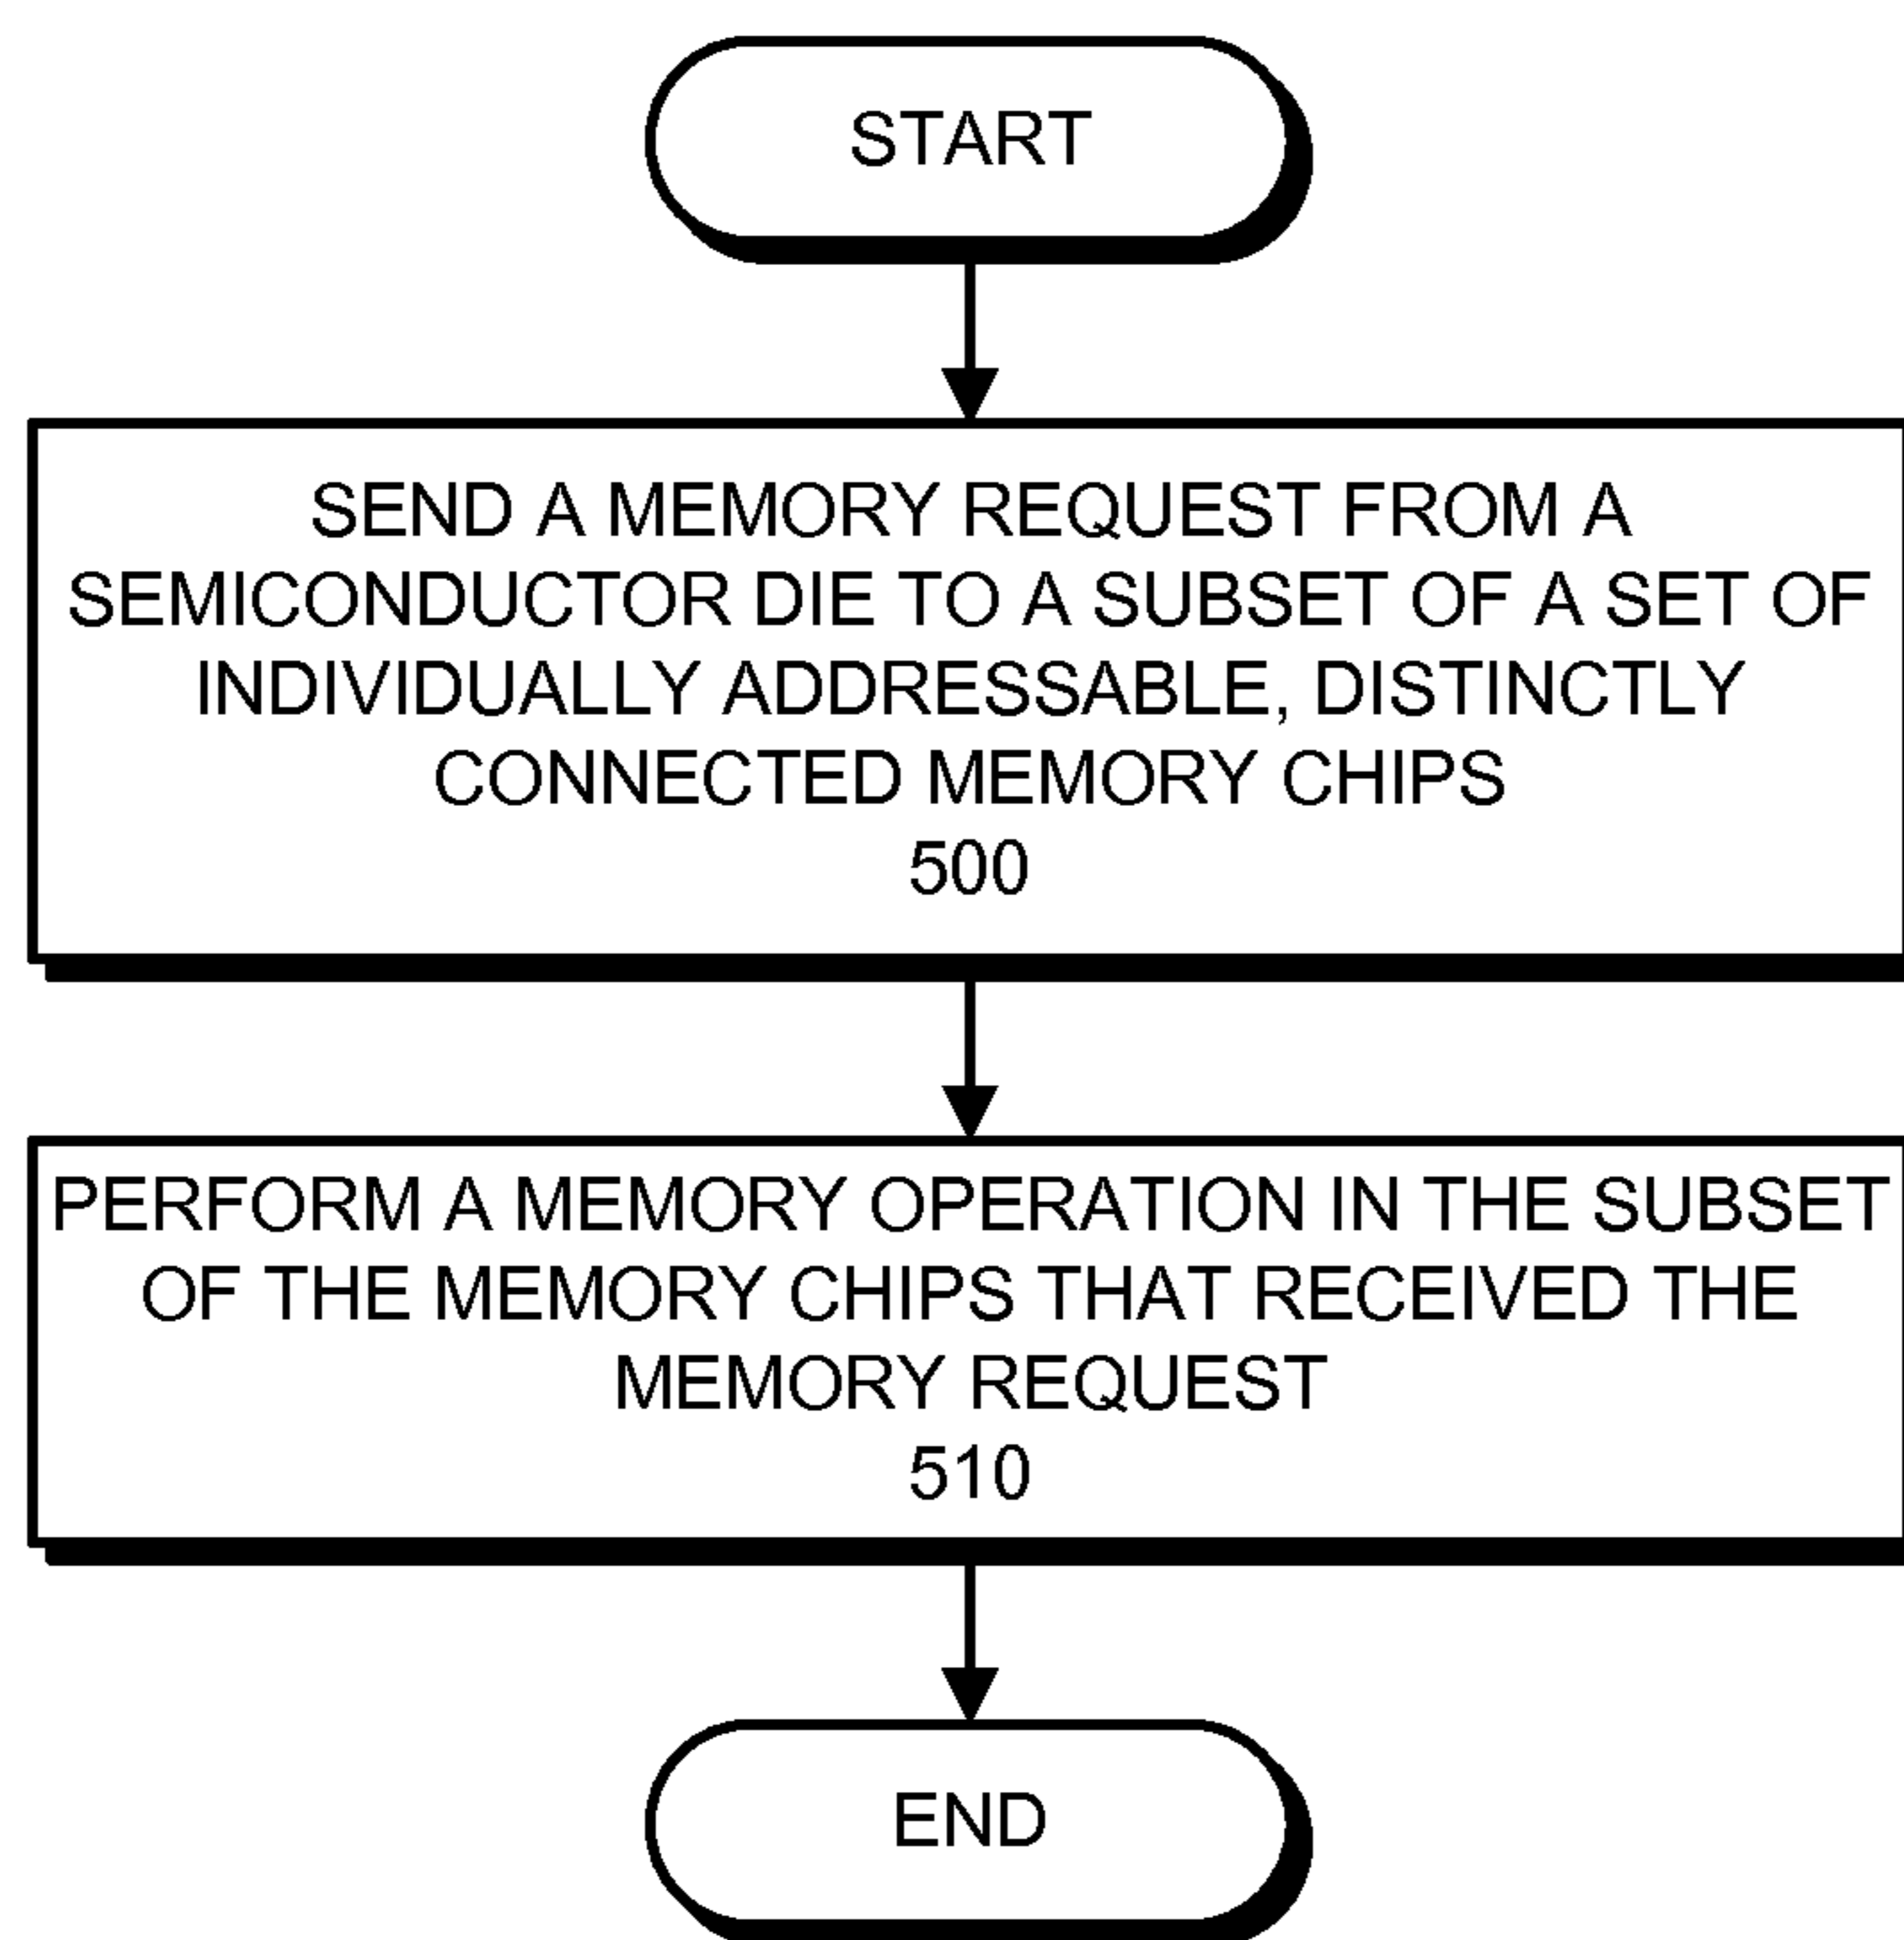 START
SEND A MEMORY REQUEST FROM A
SEMICONDUCTOR DIE TO A SUBSET OF A SET OF
INDIVIDUALLY ADDRESSABLE, DISTINCTLY
CONNECTED MEMORY CHIPS
500
PERFORM A MEMORY OPERATION IN THE SUBSET
OF THE MEMORY CHIPS THAT RECEIVED THE
MEMORY REQUEST
510
END